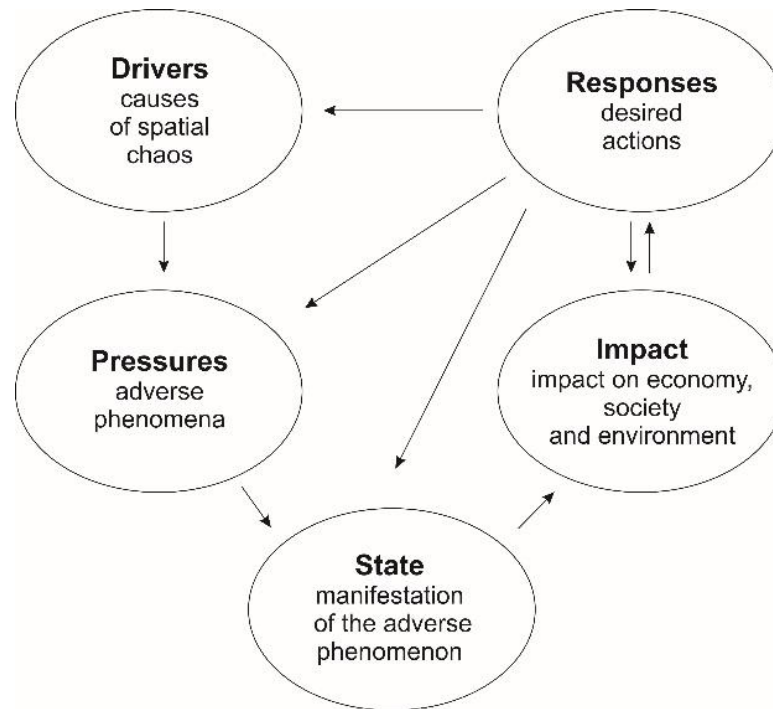 Drivers
causes
of spatial
chaos
Responses
desired
actions
Pressures
adverse
phenomena
Impact
impact on economy,
society
and environment
State
manifestation
of the adverse
phenomenon